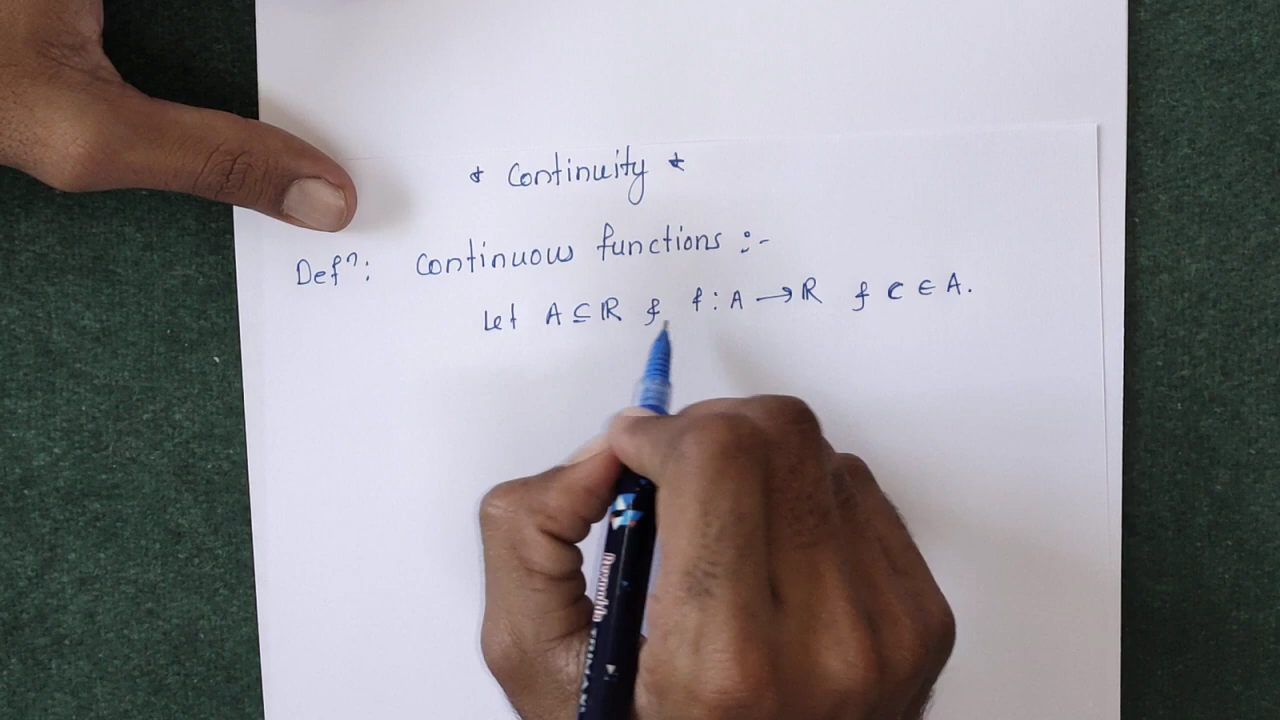 * Continuity *
Defⁿ: Continuous functions :-
Let A ⊆ ℝ & f : A → ℝ & c ∈ A.